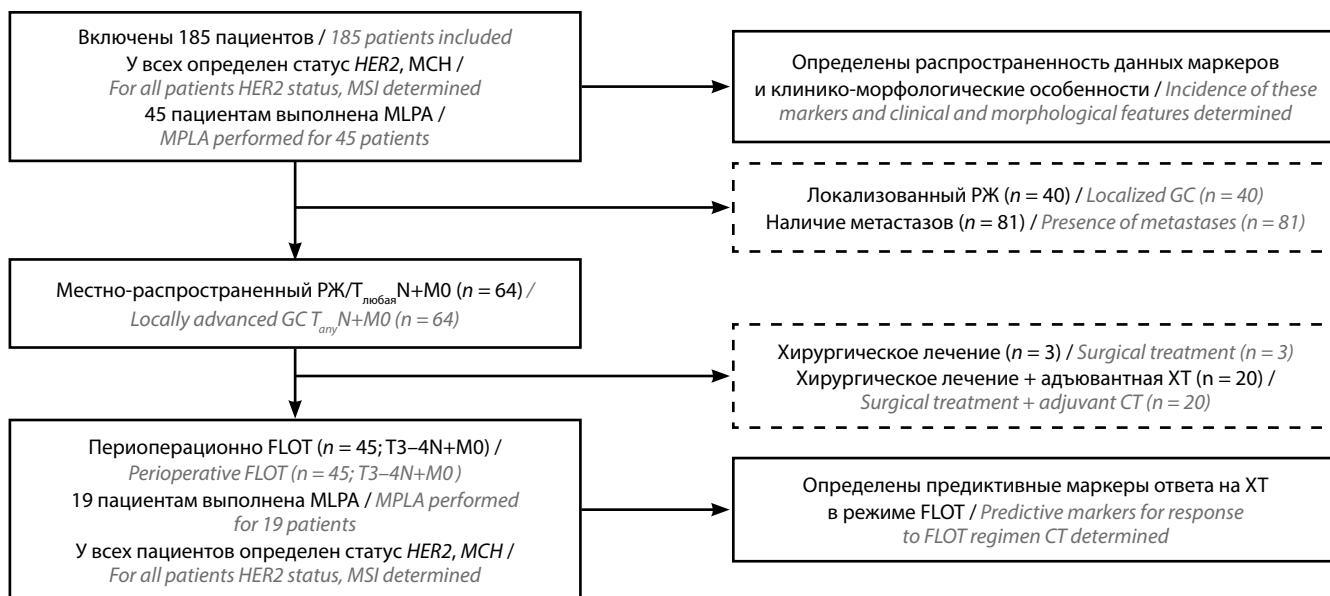 Включены 185 пациентов / 185 patients included
У всех определен статус HER2, МСН /
For all patients HER2 status, MSI determined
45 пациентам выполнена MLPA /
MPLA performed for 45 patients
Определены распространенность данных маркеров
и клинико-морфологические особенности / Incidence of these
markers and clinical and morphological features determined
Локализованный РЖ (n = 40) / Localized GC (n = 40)
Наличие метастазов (n = 81) / Presence of metastases (n = 81)
Местно-распространенный РЖ/TлюбаяN+M0 (n = 64) /
Locally advanced GC TanyN+M0 (n = 64)
Хирургическое лечение (n = 3) / Surgical treatment (n = 3)
Хирургическое лечение + адъювантная ХТ (n = 20) /
Surgical treatment + adjuvant CT (n = 20)
Периоперационно FLOT (n = 45; T3–4N+M0) /
Perioperative FLOT (n = 45; T3–4N+M0)
19 пациентам выполнена MLPA / MPLA performed
for 19 patients
У всех пациентов определен статус HER2, МСН /
For all patients HER2 status, MSI determined
Определены предиктивные маркеры ответа на ХТ
в режиме FLOT / Predictive markers for response
to FLOT regimen CT determined